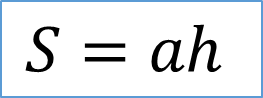 S = ah